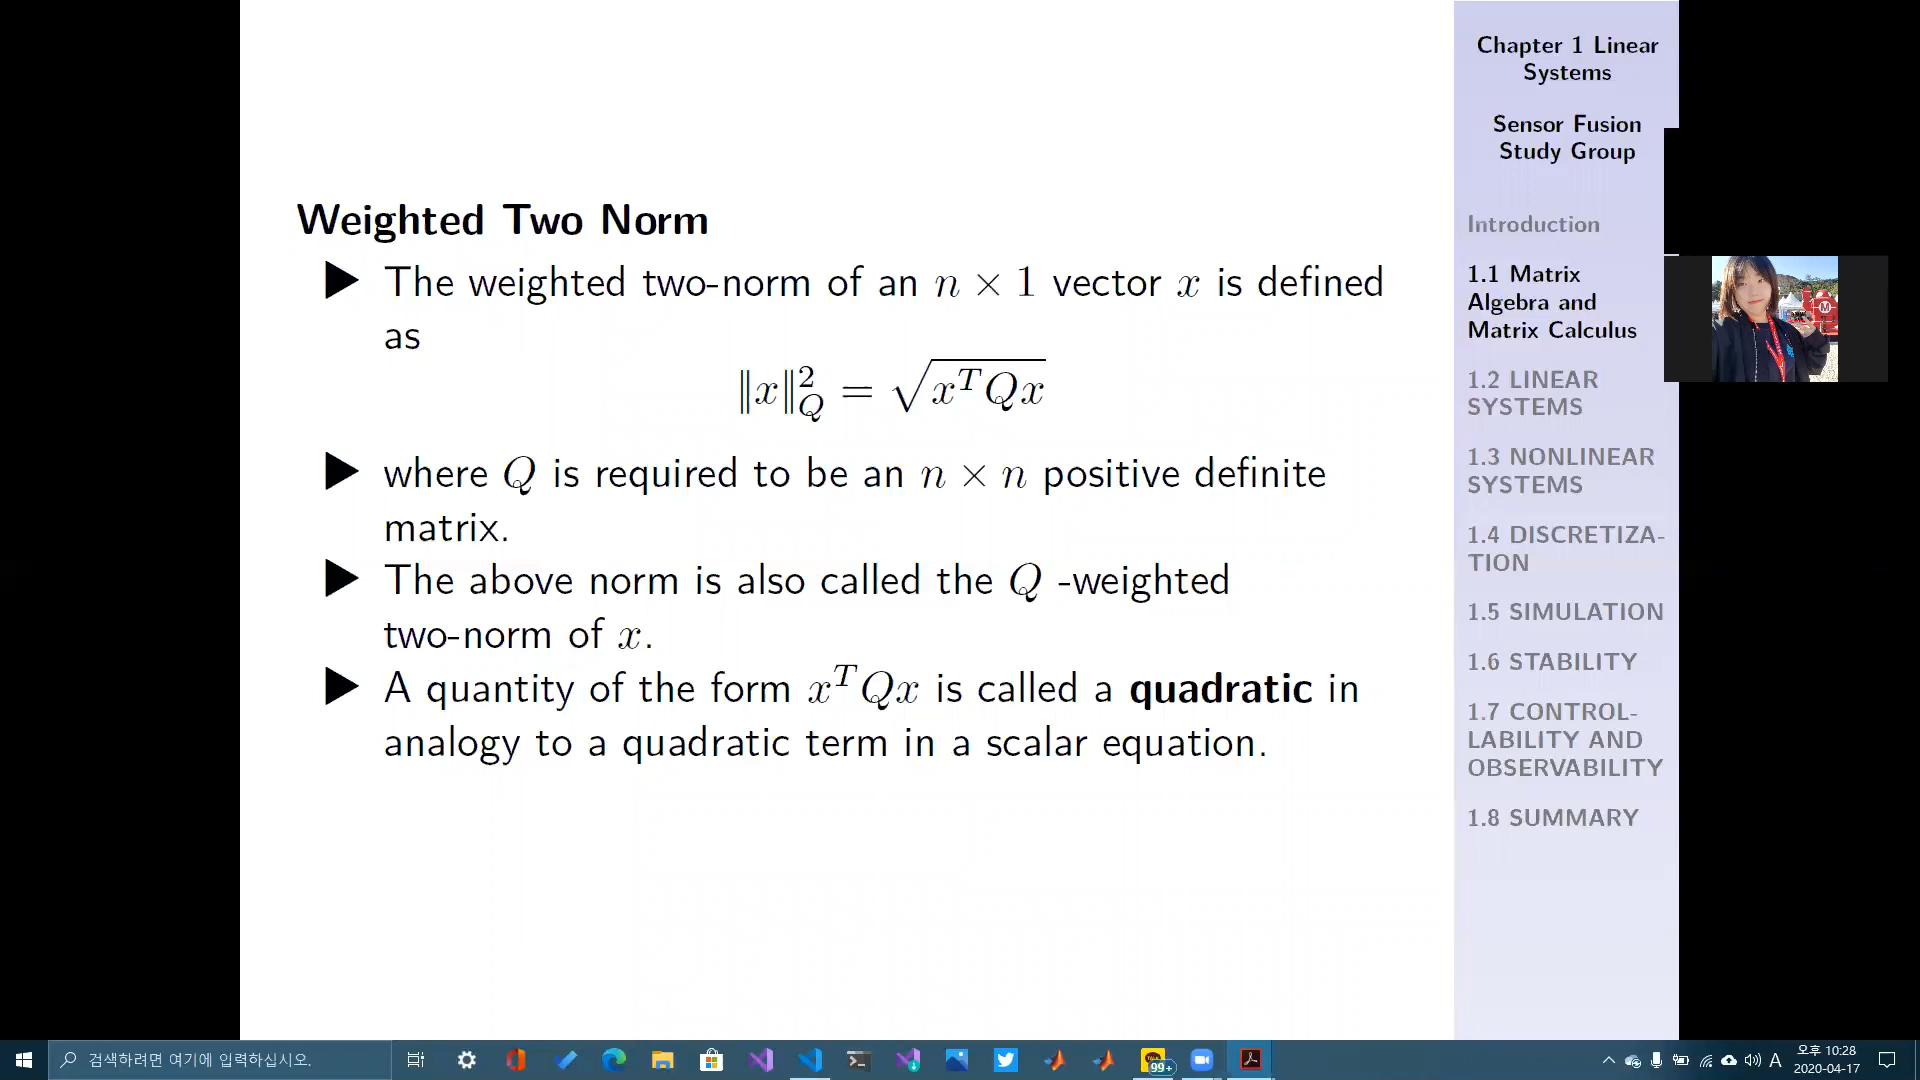 Weighted Two Norm
▶ The weighted two-norm of an n × 1 vector x is defined
as
‖x‖²_Q = √(x^T Qx)
▶ where Q is required to be an n × n positive definite
matrix.
▶ The above norm is also called the Q -weighted
two-norm of x.
▶ A quantity of the form x^T Qx is called a quadratic in
analogy to a quadratic term in a scalar equation.
Chapter 1 Linear
Systems
Sensor Fusion
Study Group
Introduction
1.1 Matrix
Algebra and
Matrix Calculus
1.2 LINEAR
SYSTEMS
1.3 NONLINEAR
SYSTEMS
1.4 DISCRETIZA-
TION
1.5 SIMULATION
1.6 STABILITY
1.7 CONTROL-
LABILITY AND
OBSERVABILITY
1.8 SUMMARY
M
검색하려면 여기에 입력하십시오.
99+
A
오후 10:28
2020-04-17